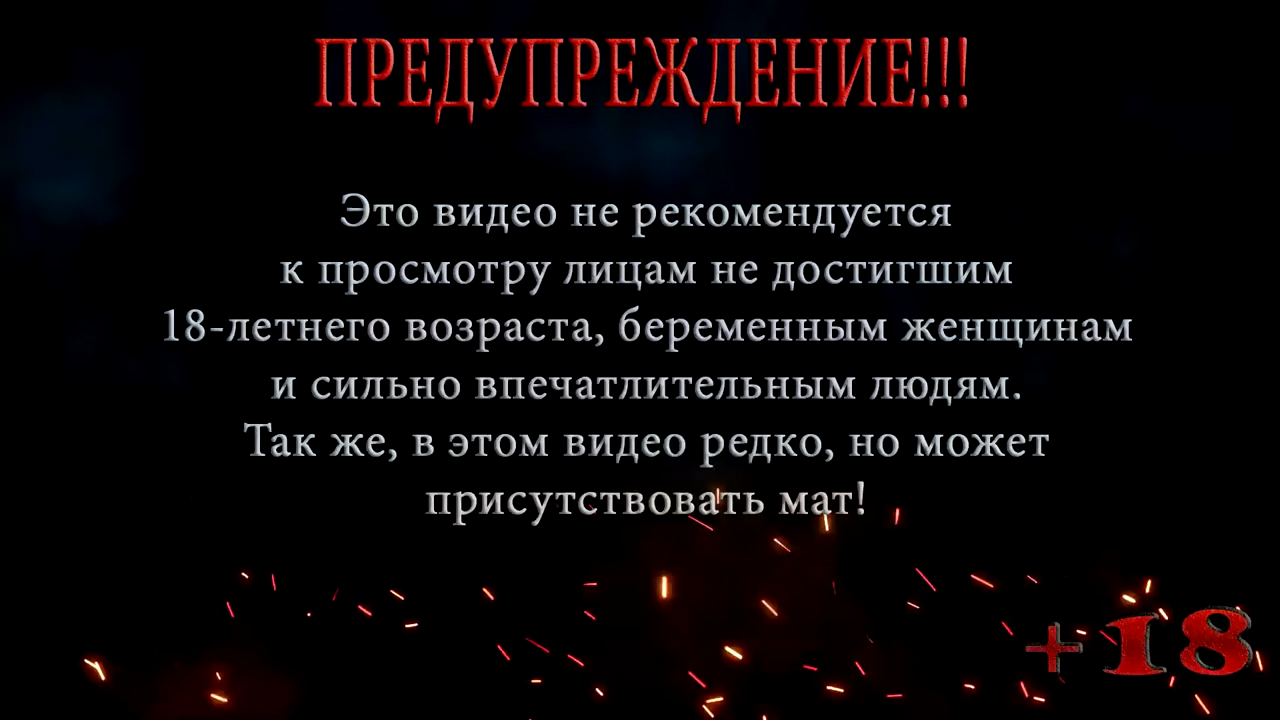 ПРЕДУПРЕЖДЕНИЕ!!!
Это видео не рекомендуется
к просмотру лицам не достигшим
18-летнего возраста, беременным женщинам
и сильно впечатлительным людям.
Так же, в этом видео редко, но может
присутствовать мат!
+18